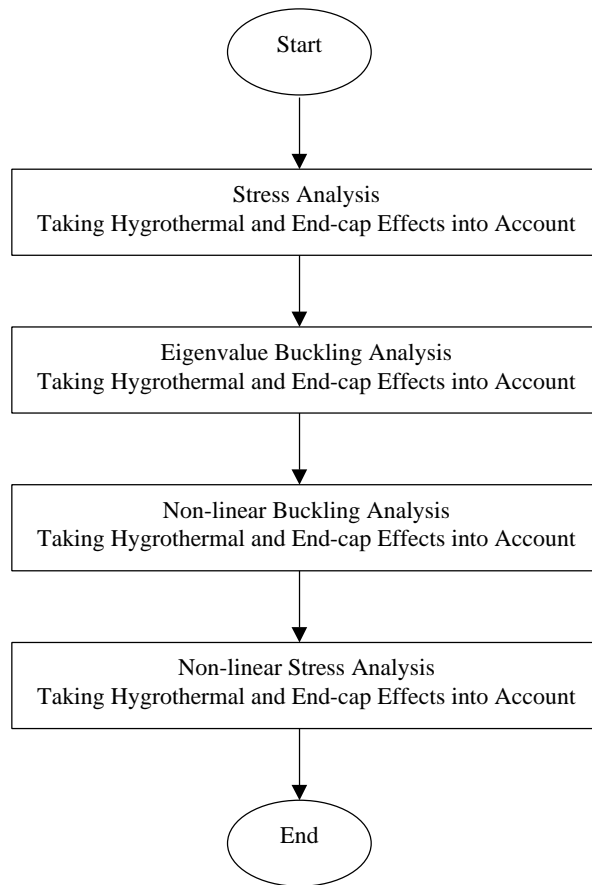 Start
Stress Analysis
Taking Hygrothermal and End-cap Effects into Account
Eigenvalue Buckling Analysis
Taking Hygrothermal and End-cap Effects into Account
Non-linear Buckling Analysis
Taking Hygrothermal and End-cap Effects into Account
Non-linear Stress Analysis
Taking Hygrothermal and End-cap Effects into Account
End